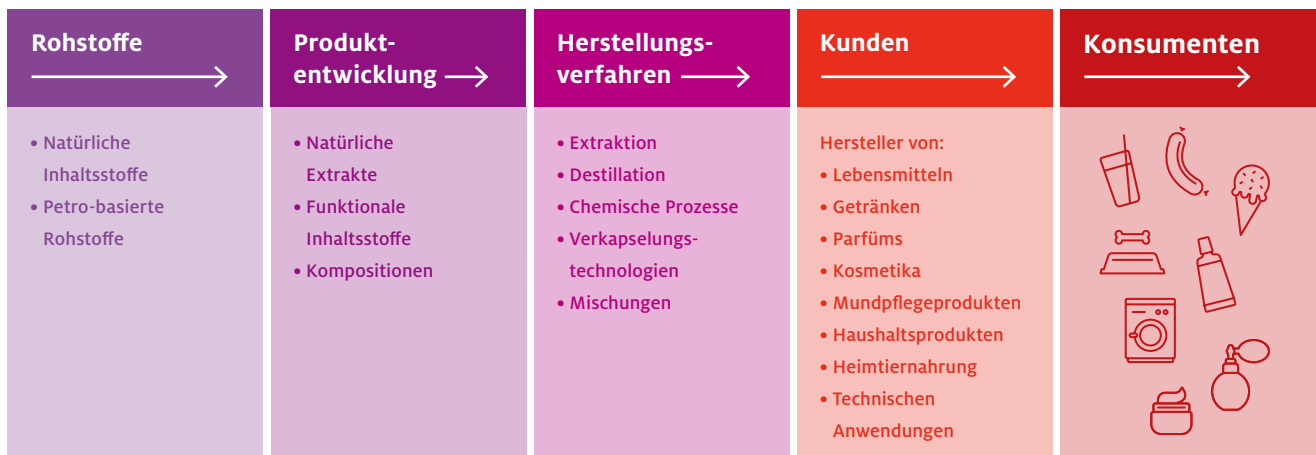 Rohstoffe
• Natürliche
Inhaltsstoffe
• Petro-basierte
Rohstoffe
Produkt-
entwicklung
• Natürliche
Extrakte
• Funktionale
Inhaltsstoffe
• Kompositionen
Herstellungs-
verfahren
• Extraktion
• Destillation
• Chemische Prozesse
• Verkapselungs-
technologien
• Mischungen
Kunden
Hersteller von:
• Lebensmitteln
• Getränken
• Parfüms
• Kosmetika
• Mundpflegeprodukten
• Haushaltsprodukten
• Heimtiernahrung
• Technischen
Anwendungen
Konsumenten